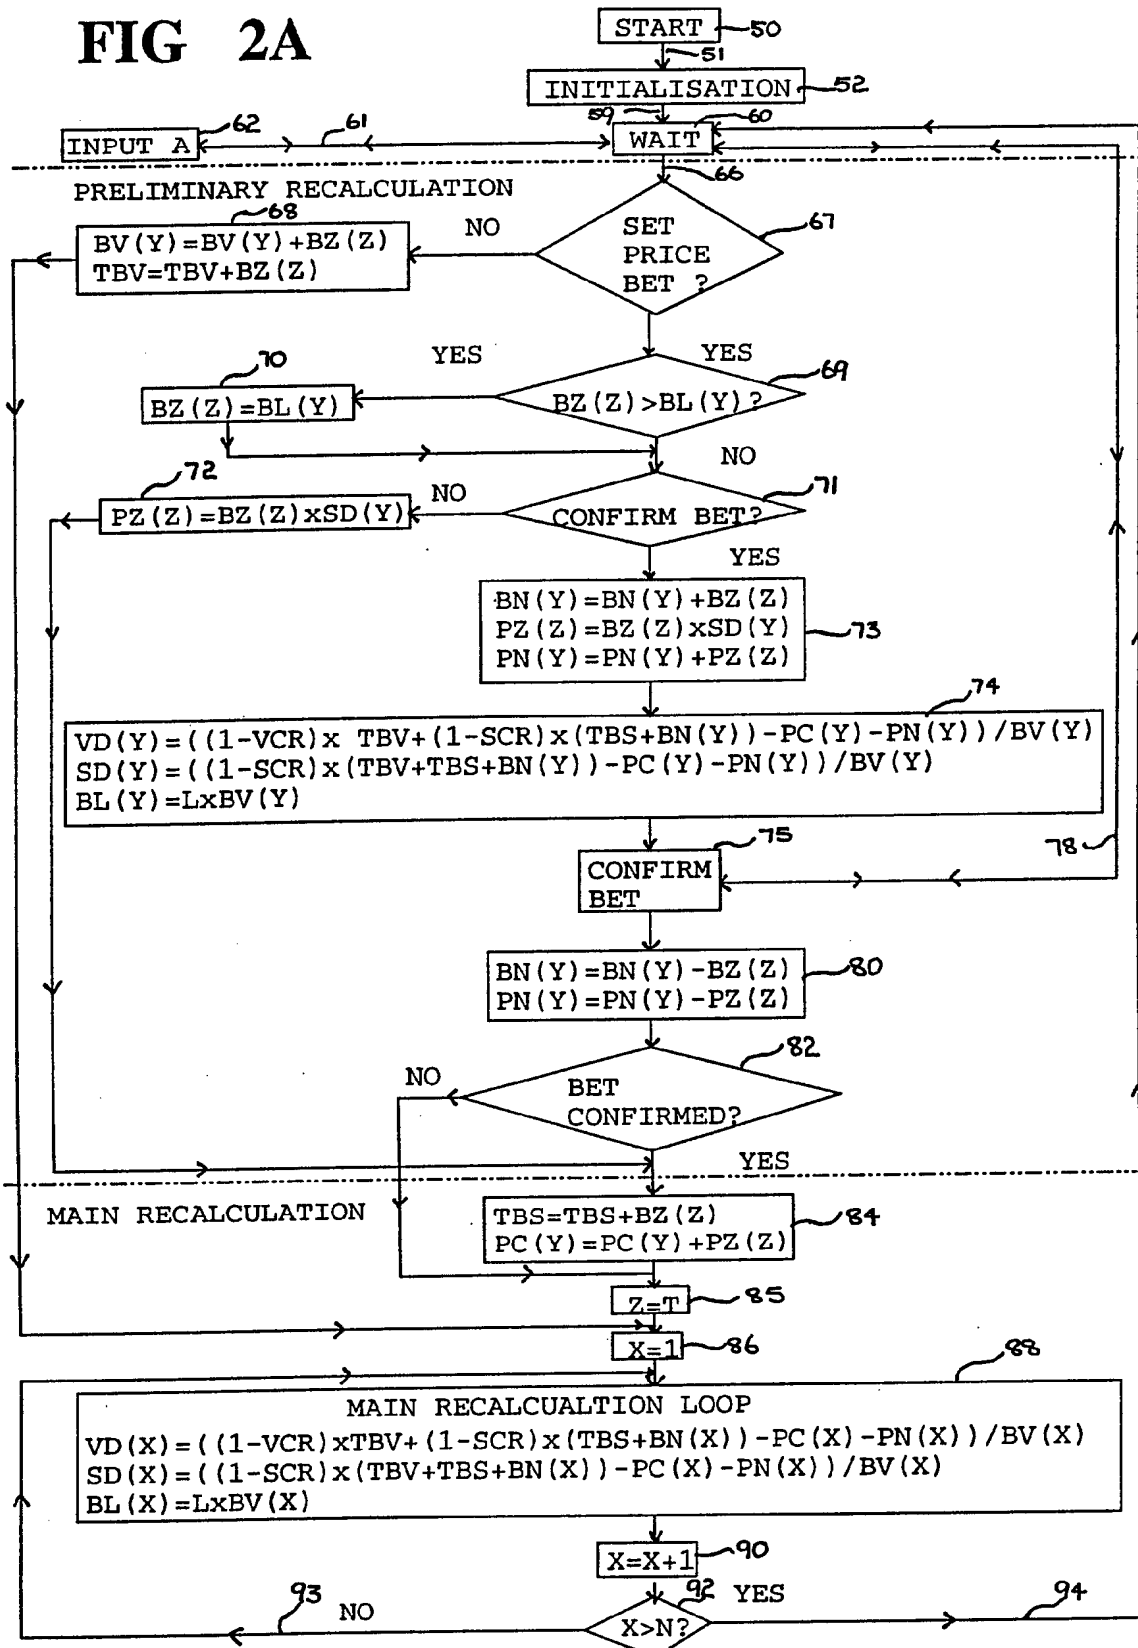 FIG 2A
START
50
51
INITIALISATION
52
59
WAIT
60
INPUT A
62
61
66
PRELIMINARY RECALCULATION
68
BV(Y)=BV(Y)+BZ(Z)
TBV=TBV+BZ(Z)
NO
SET
PRICE
BET ?
67
YES
YES
70
BZ(Z)=BL(Y)
BZ(Z)>BL(Y)?
69
NO
72
PZ(Z)=BZ(Z)xSD(Y)
NO
CONFIRM BET?
71
YES
BN(Y)=BN(Y)+BZ(Z)
PZ(Z)=BZ(Z)xSD(Y)
PN(Y)=PN(Y)+PZ(Z)
73
74
VD(Y)=((1-VCR)x TBV+(1-SCR)x(TBS+BN(Y))-PC(Y)-PN(Y))/BV(Y)
SD(Y)=((1-SCR)x(TBV+TBS+BN(Y))-PC(Y)-PN(Y))/BV(Y)
BL(Y)=LxBV(Y)
75
CONFIRM
BET
78
BN(Y)=BN(Y)-BZ(Z)
PN(Y)=PN(Y)-PZ(Z)
80
82
NO
BET
CONFIRMED?
YES
MAIN RECALCULATION
TBS=TBS+BZ(Z)
PC(Y)=PC(Y)+PZ(Z)
84
Z=T
85
X=1
86
88
MAIN RECALCUALTION LOOP
VD(X)=((1-VCR)xTBV+(1-SCR)x(TBS+BN(X))-PC(X)-PN(X))/BV(X)
SD(X)=((1-SCR)x(TBV+TBS+BN(X))-PC(X)-PN(X))/BV(X)
BL(X)=LxBV(X)
X=X+1
90
93
NO
92
YES
94
X>N?